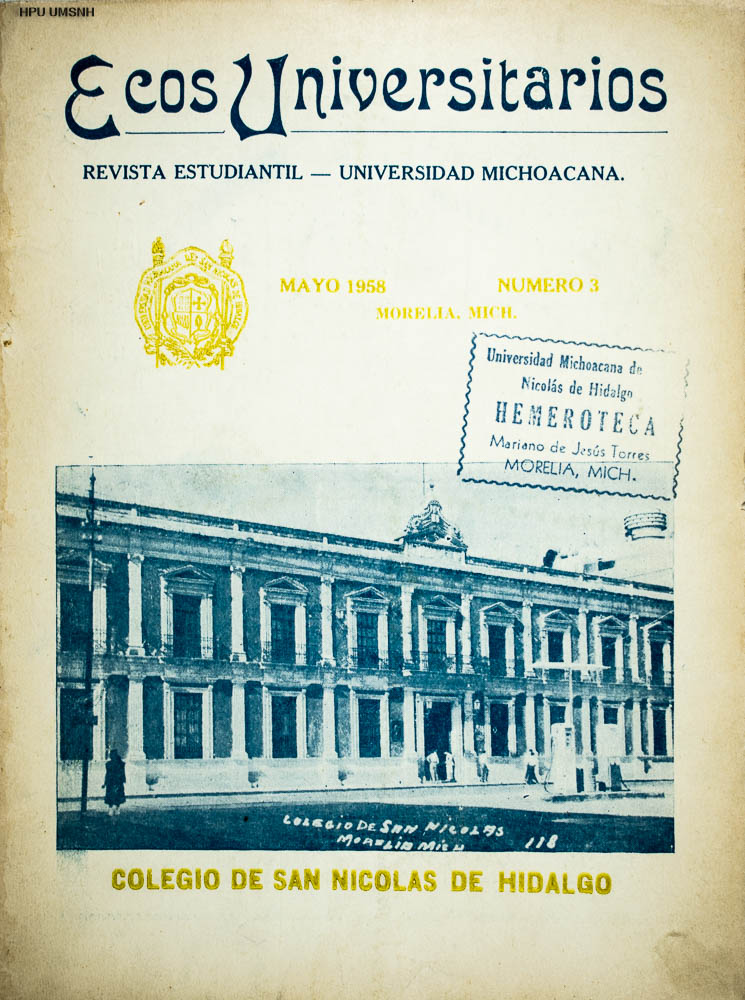 HPU UMSNH
Ecos Universitarios
REVISTA ESTUDIANTIL — UNIVERSIDAD MICHOACANA.
MAYO 1958 NUMERO 3
MORELIA, MICH.
Universidad Michoacana de
Nicolás de Hidalgo
HEMEROTECA
Mariano de Jesús Torres
MORELIA, MICH.
COLEGIO DE SAN NICOLAS
MORELIA MICH 118
COLEGIO DE SAN NICOLAS DE HIDALGO